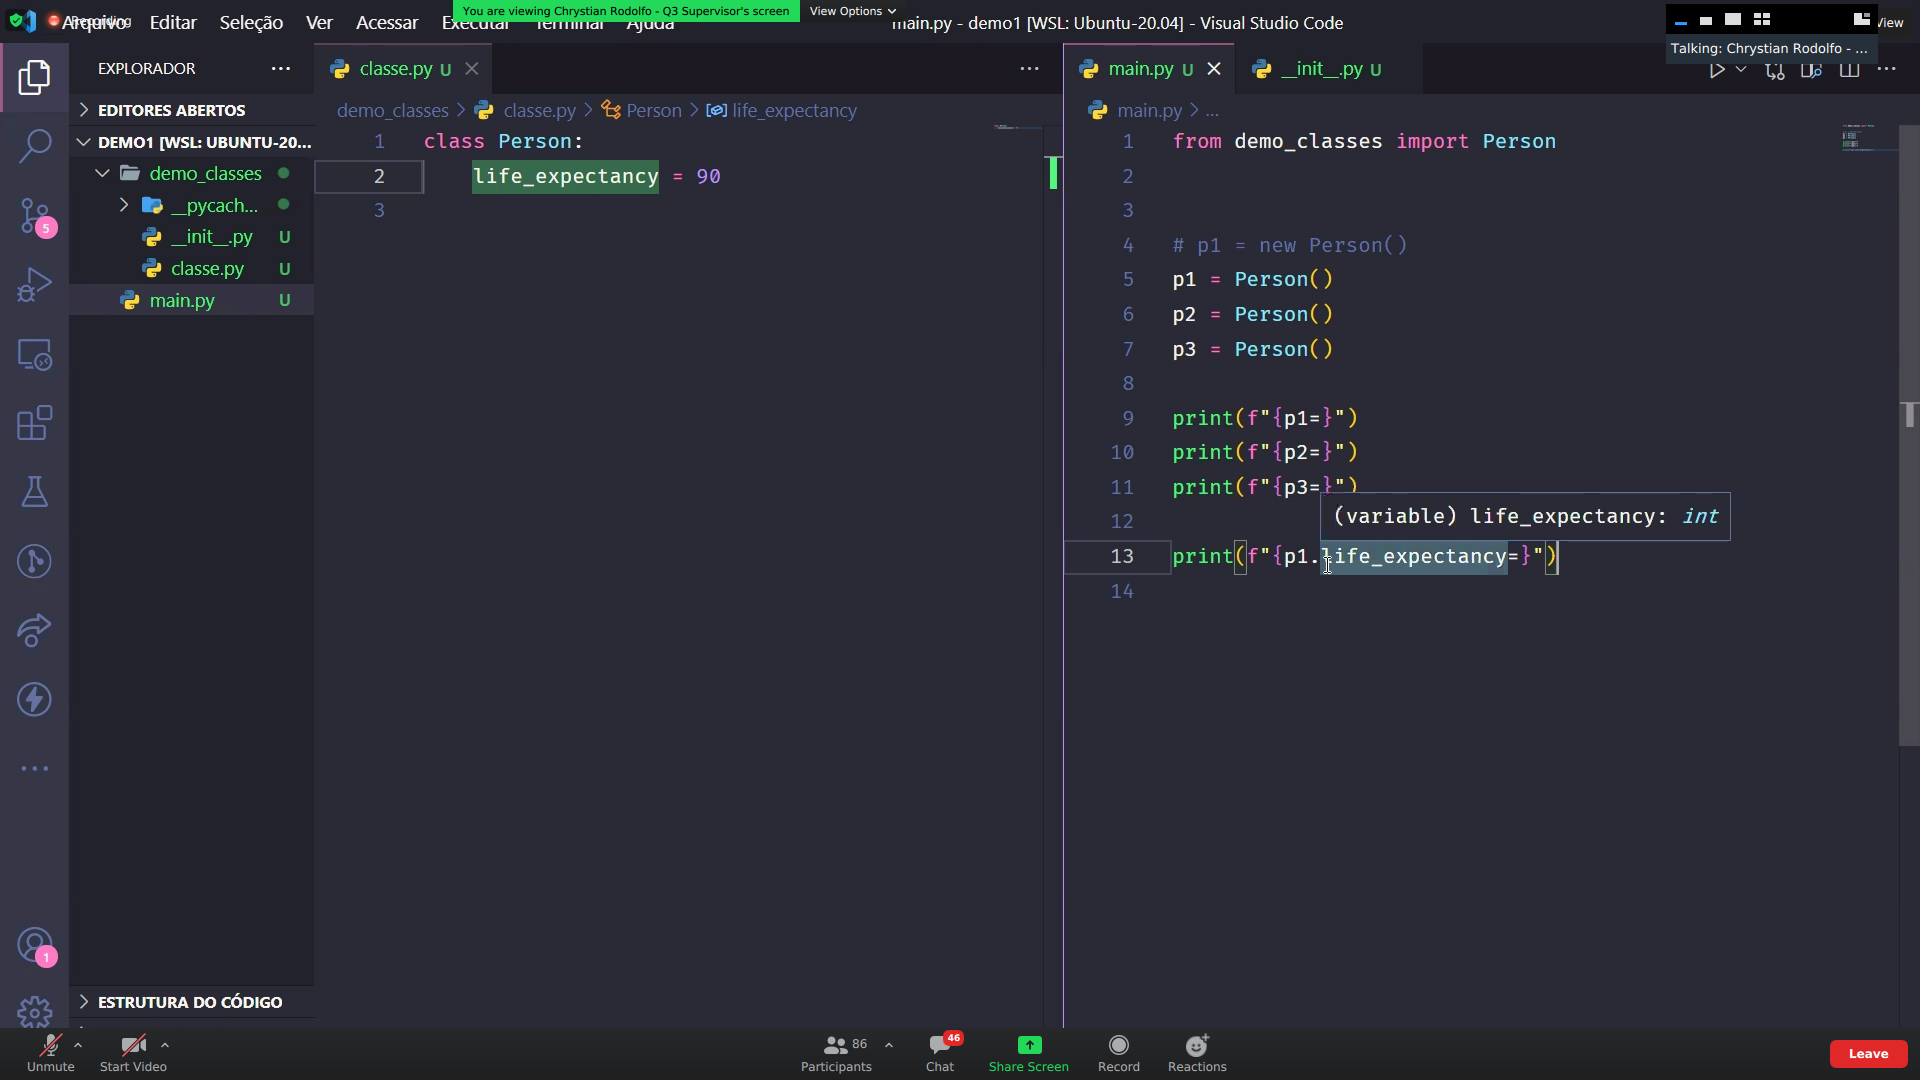 You are viewing Chrystian Rodolfo - Q3 Supervisor's screen
View Options
Recording
Arquivo Editar Seleção Ver Acessar Executar Terminal Ajuda
main.py - demo1 [WSL: Ubuntu-20.04] - Visual Studio Code
View
Talking: Chrystian Rodolfo - ...
EXPLORADOR ...
EDITORES ABERTOS
DEMO1 [WSL: UBUNTU-20...
demo_classes
__pycach...
__init__.py U
classe.py U
main.py U
5
1
ESTRUTURA DO CÓDIGO
classe.py U
demo_classes > classe.py > Person > life_expectancy
1 class Person:
2 life_expectancy = 90
3
main.py U
__init__.py U
main.py > ...
1 from demo_classes import Person
2
3
4 # p1 = new Person()
5 p1 = Person()
6 p2 = Person()
7 p3 = Person()
8
9 print(f"{p1=}")
10 print(f"{p2=}")
11 print(f"{p3=}")
12
(variable) life_expectancy: int
13 print(f"{p1.life_expectancy=}")
14
Unmute
Start Video
86
Participants
46
Chat
Share Screen
Record
Reactions
Leave